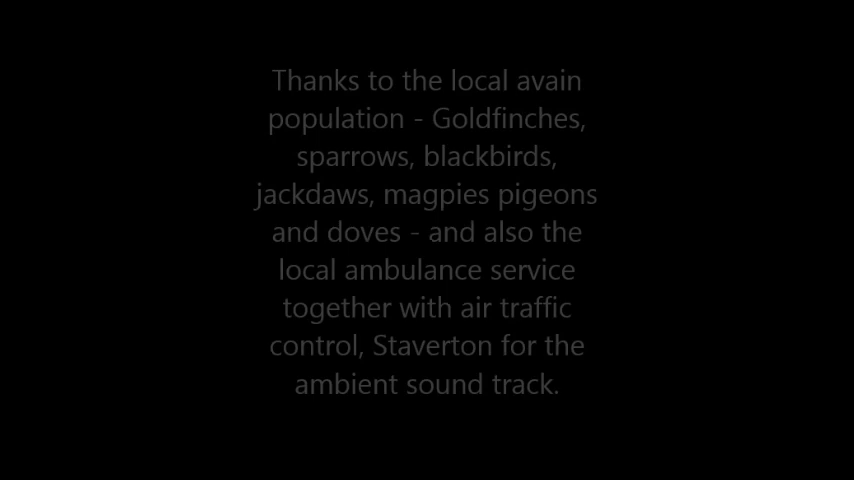 Thanks to the local avain
population - Goldfinches,
sparrows, blackbirds,
jackdaws, magpies pigeons
and doves - and also the
local ambulance service
together with air traffic
control, Staverton for the
ambient sound track.